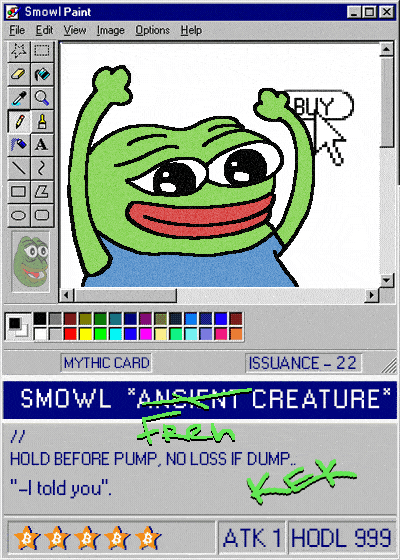 Smowl Paint
File Edit View Image Options Help
BUY
A
MYTHIC CARD
ISSUANCE - 22
SMOWL *ANCIENT CREATURE*
Fren
//
HOLD BEFORE PUMP, NO LOSS IF DUMP..
KEK
"-I told you".
ATK 1 HODL 999